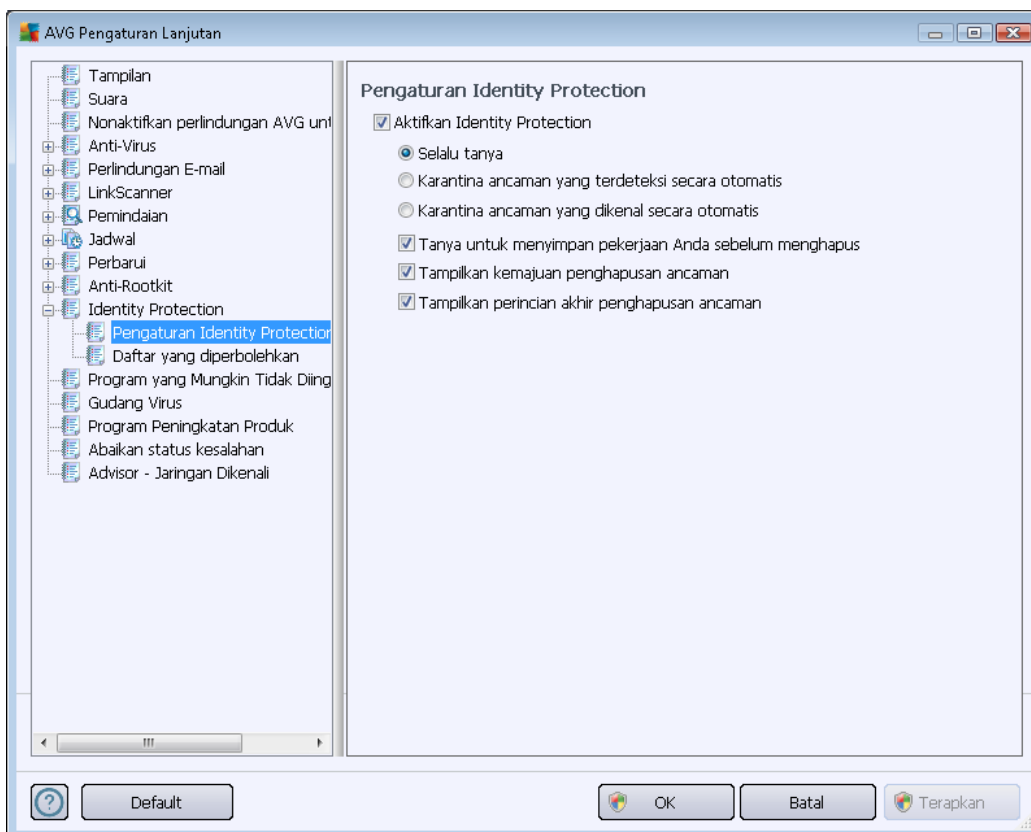 AVG Pengaturan Lanjutan
Tampilan
Suara
Nonaktifkan perlindungan AVG unt
Anti-Virus
Perlindungan E-mail
LinkScanner
Pemindaian
Jadwal
Perbarui
Anti-Rootkit
Identity Protection
Pengaturan Identity Protection
Daftar yang diperbolehkan
Program yang Mungkin Tidak Diing
Gudang Virus
Program Peningkatan Produk
Abaikan status kesalahan
Advisor - Jaringan Dikenali
Pengaturan Identity Protection
Aktifkan Identity Protection
Selalu tanya
Karantina ancaman yang terdeteksi secara otomatis
Karantina ancaman yang dikenal secara otomatis
Tanya untuk menyimpan pekerjaan Anda sebelum menghapus
Tampilkan kemajuan penghapusan ancaman
Tampilkan perincian akhir penghapusan ancaman
Default
OK
Batal
Terapkan